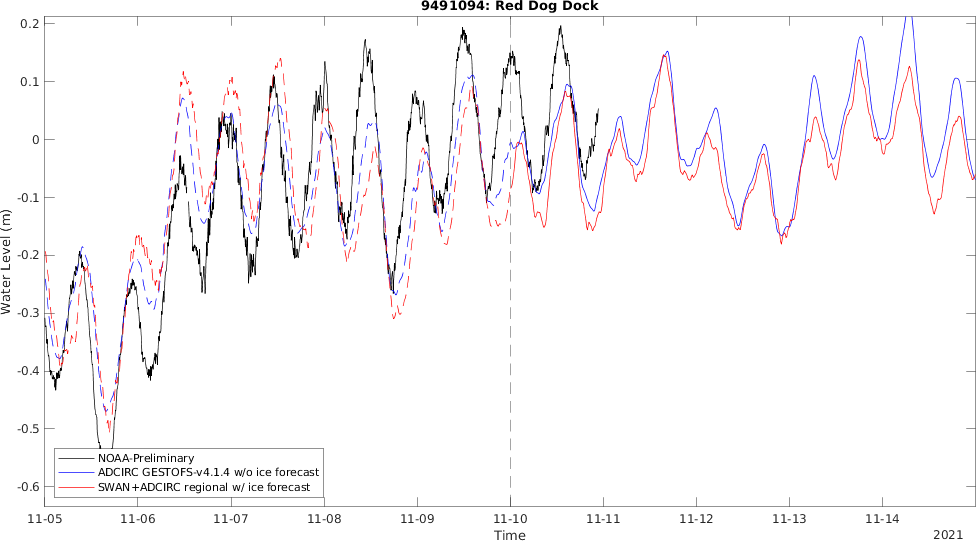 9491094: Red Dog Dock
0.2
0.1
0
-0.1
-0.2
-0.3
-0.4
-0.5
-0.6
Water Level (m)
NOAA-Preliminary
ADCIRC GESTOFS-v4.1.4 w/o ice forecast
SWAN+ADCIRC regional w/ ice forecast
11-05 11-06 11-07 11-08 11-09 11-10 11-11 11-12 11-13 11-14
Time
2021